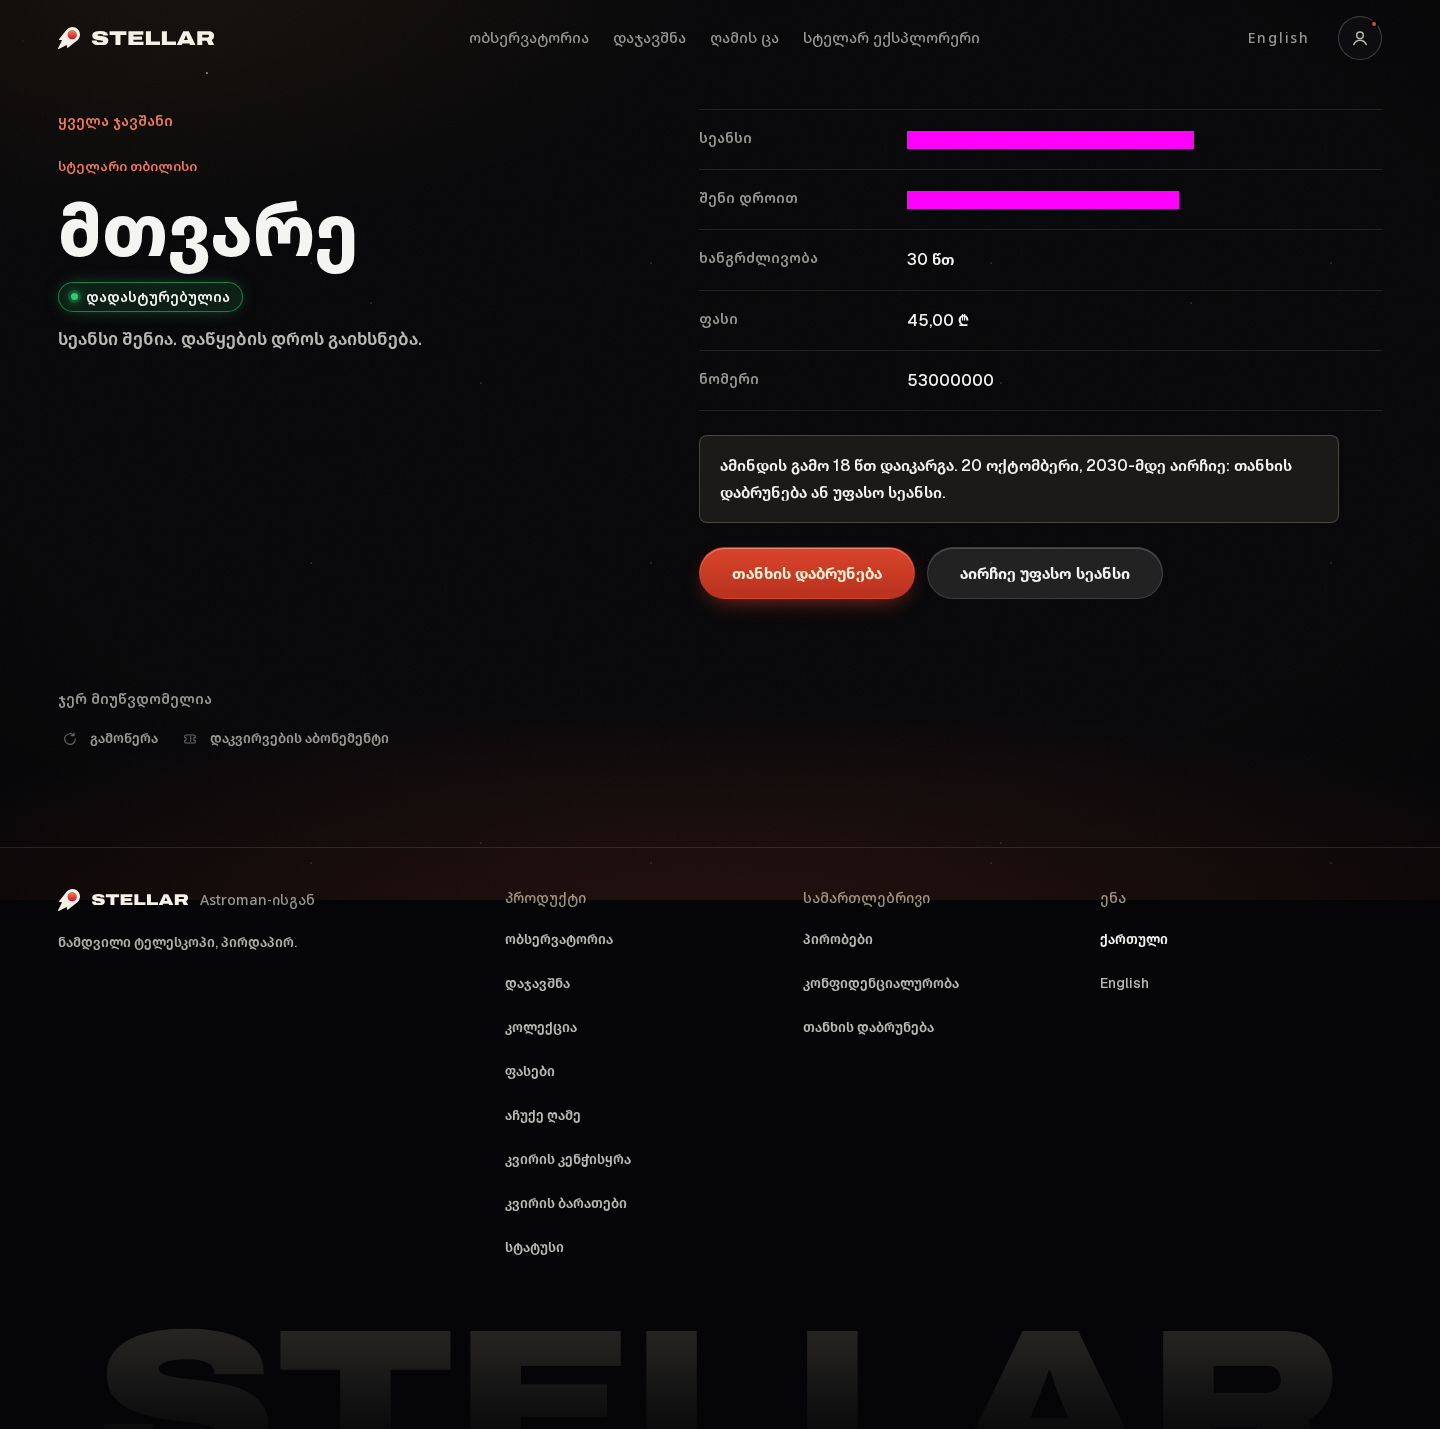 STELLAR
ობსერვატორია
დაჯავშნა
ღამის ცა
სტელარ ექსპლორერი
English
ყველა ჯავშანი
სტელარი თბილისი
მთვარე
დადასტურებულია
სეანსი შენია. დაწყების დროს გაიხსნება.
სეანსი
შენი დროით
ხანგრძლივობა
30 წთ
ფასი
45,00 ₾
ნომერი
53000000
ამინდის გამო 18 წთ დაიკარგა. 20 ოქტომბერი, 2030-მდე აირჩიე: თანხის
დაბრუნება ან უფასო სეანსი.
თანხის დაბრუნება
აირჩიე უფასო სეანსი
ჯერ მიუწვდომელია
გამოწერა
დაკვირვების აბონემენტი
STELLAR
Astroman-ისგან
ნამდვილი ტელესკოპი, პირდაპირ.
პროდუქტი
ობსერვატორია
დაჯავშნა
კოლექცია
ფასები
აჩუქე ღამე
კვირის კენჭისყრა
კვირის ბარათები
სტატუსი
სამართლებრივი
პირობები
კონფიდენციალურობა
თანხის დაბრუნება
ენა
ქართული
English
STELLAR